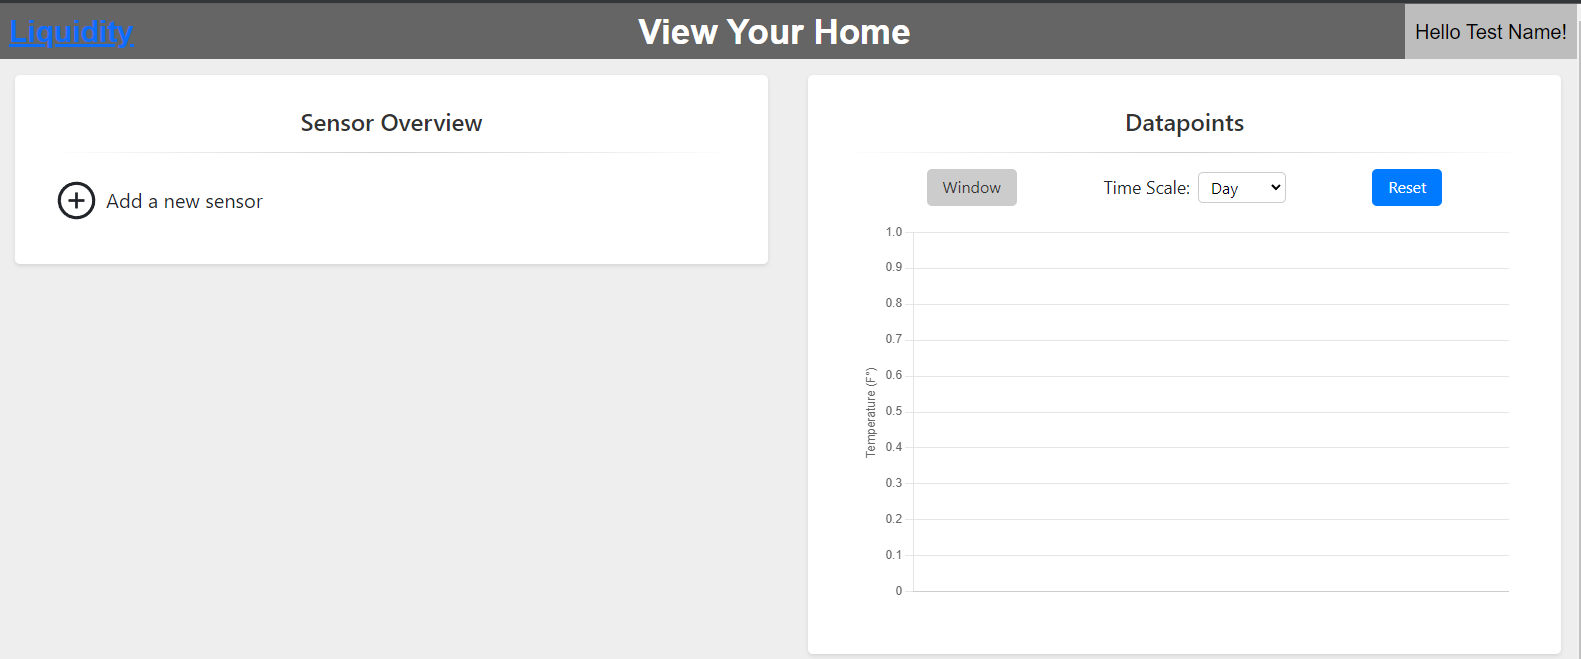 Liquidity
View Your Home
Hello Test Name!
Sensor Overview
Add a new sensor
Datapoints
Window
Time Scale: Day
Reset
1.0
0.9
0.8
0.7
0.6
0.5
0.4
0.3
0.2
0.1
0
Temperature (F°)